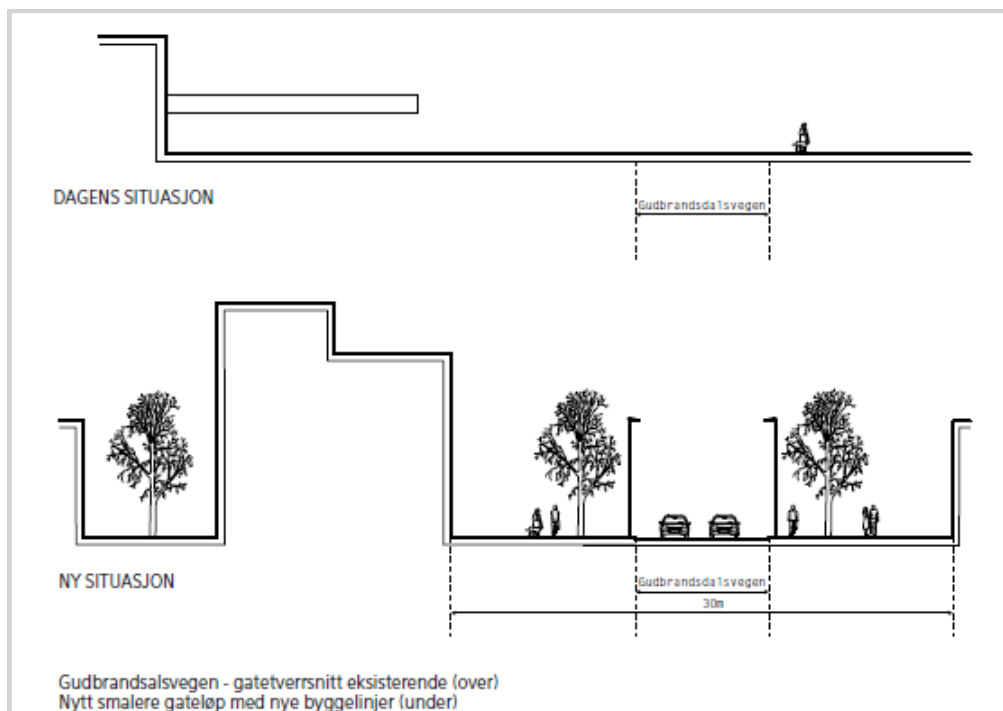 DAGENS SITUASJON
Gudbrandsdalsvegen
NY SITUASJON
Gudbrandsdalsvegen
30m
Gudbrandsalsvegen - gatetverrsnitt eksisterende (over)
Nytt smalere gateløp med nye byggelinjer (under)